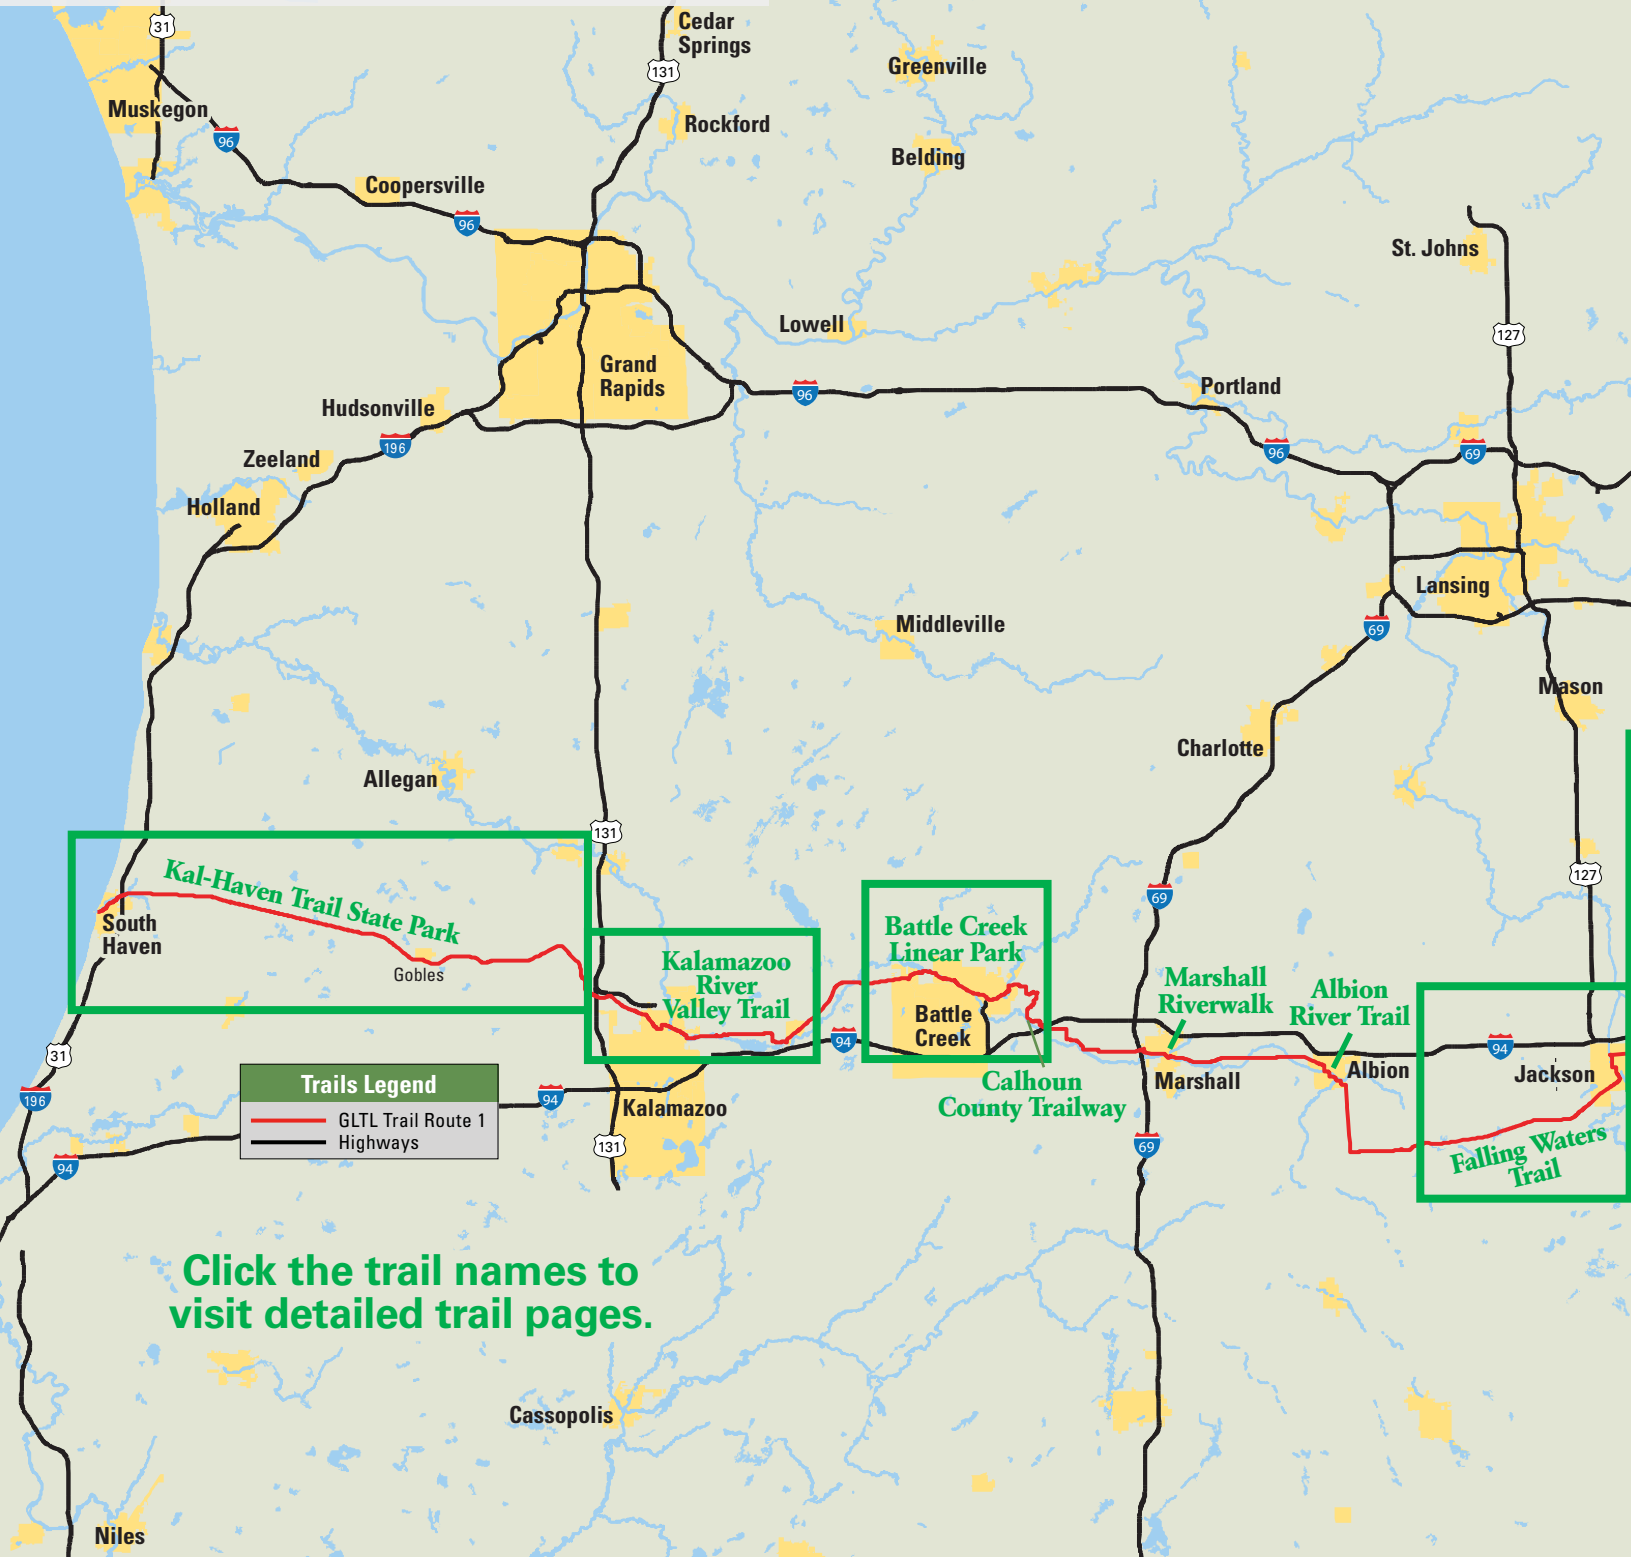 31
Cedar
Springs
131
Greenville
Muskegon
96
Rockford
Belding
Coopersville
96
St. Johns
Lowell
127
Grand
Rapids
Portland
96
Hudsonville
196
96
69
Zeeland
Holland
Lansing
Middleville
69
Mason
Charlotte
Allegan
131
127
Kal-Haven Trail State Park
69
South
Haven
Gobles
Battle Creek
Linear Park
Kalamazoo
River
Valley Trail
Marshall
Riverwalk
Albion
River Trail
Battle
Creek
94
94
31
Trails Legend
GLTL Trail Route 1
Highways
196
94
Kalamazoo
Calhoun
County Trailway
Marshall
Albion
Jackson
131
69
94
Falling Waters
Trail
Click the trail names to
visit detailed trail pages.
Cassopolis
Niles